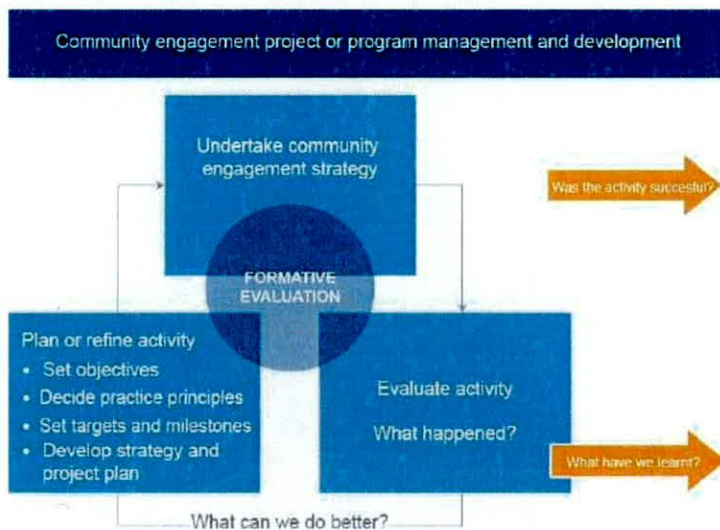 Community engagement project or program management and development
Undertake community
engagement strategy
Was the activity succesful?
FORMATIVE
EVALUATION
Plan or refine activity
• Set objectives
• Decide practice principles
• Set targets and milestones
• Develop strategy and
project plan
Evaluate activity
What happened?
What have we learnt?
What can we do better?